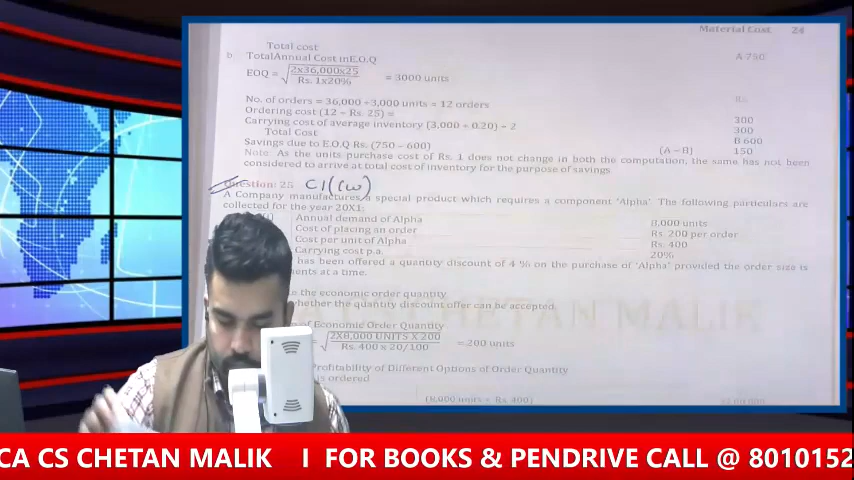 Material Cost 24
Total cost
b. TotalAnnual Cost inE.O.Q A 750
EOQ = √ 2x36,000x25 / Rs. 1x20% = 3000 units
No. of orders = 36,000 ÷3,000 units = 12 orders Rs.
Ordering cost (12 ÷ Rs. 25) = 300
Carrying cost of average inventory (3,000 ÷ 0.20) ÷ 2 300
Total Cost B 600
Savings due to E.O.Q Rs. (750 – 600) (A – B) 150
Note: As the units purchase cost of Rs. 1 does not change in both the computation, the same has not been
considered to arrive at total cost of inventory for the purpose of savings.
Question: 25 C1 (cw)
A Company manufactures a special product which requires a component 'Alpha'. The following particulars are
collected for the year 20X1:
Annual demand of Alpha 8,000 units
Cost of placing an order Rs. 200 per order
Cost per unit of Alpha Rs. 400
Carrying cost p.a. 20%
has been offered a quantity discount of 4 % on the purchase of 'Alpha' provided the order size is
at a time.
the economic order quantity
whether the quantity discount offer can be accepted.
of Economic Order Quantity
= √ 2X8,000 UNITS X 200 / Rs. 400 x 20/100 = 200 units
Profitability of Different Options of Order Quantity
is ordered
(8,000 units × Rs. 400)
CHETAN MALIK
CA CS CHETAN MALIK I FOR BOOKS & PENDRIVE CALL @ 8010152